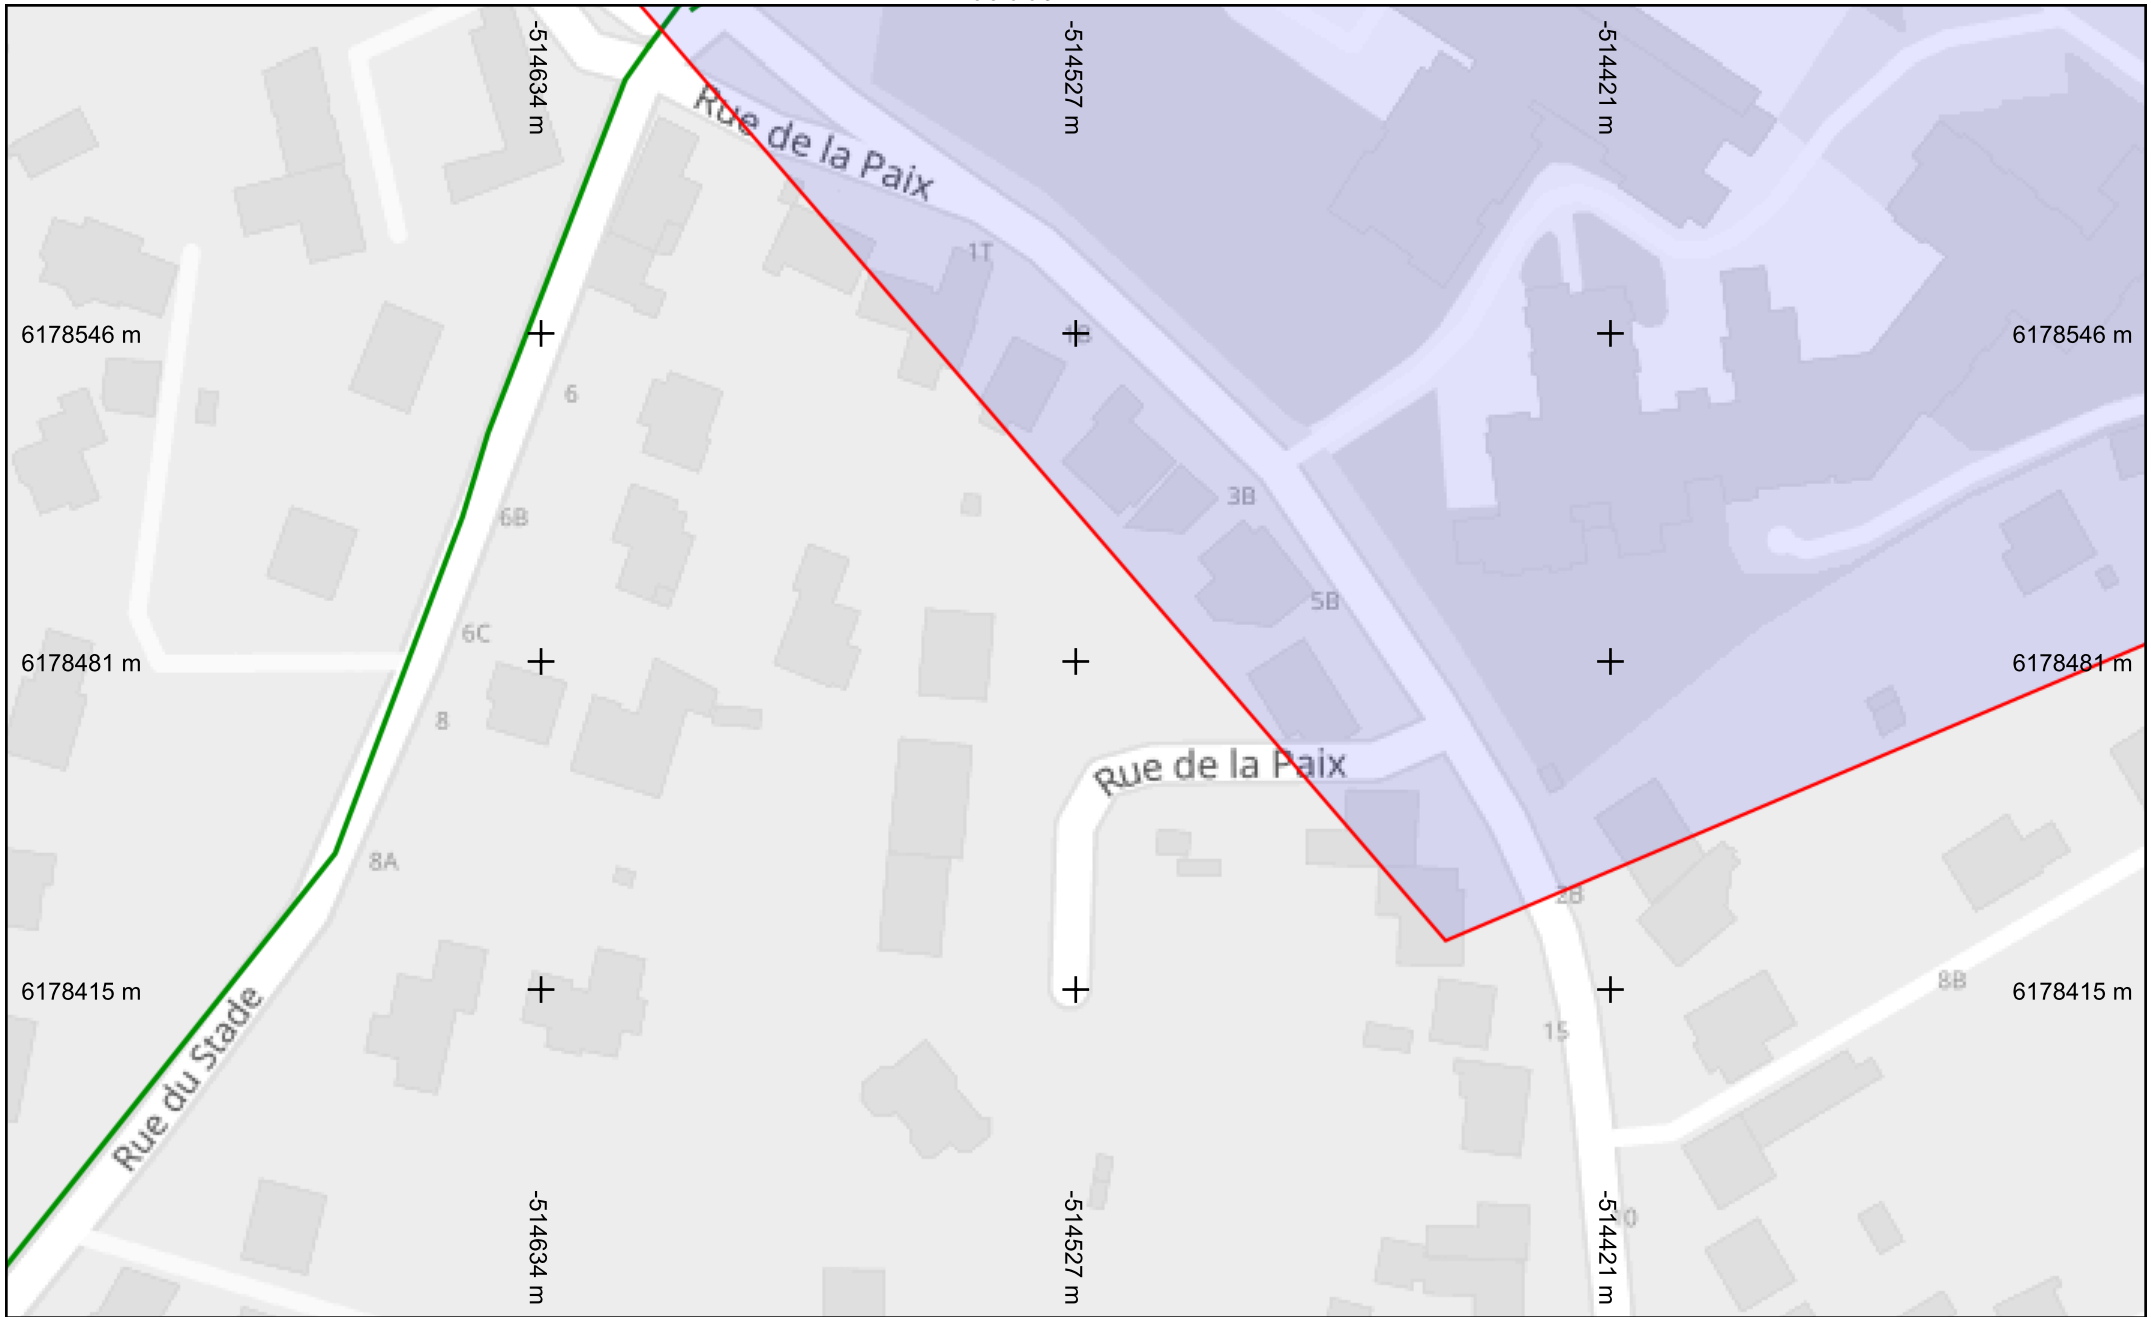 -514634 m
-514527 m
-514421 m
Rue de la Paix
1T
6178546 m
1B
6178546 m
6
3B
6B
5B
6C
6178481 m
6178481 m
8
Rue de la Paix
8A
2B
8B
6178415 m
6178415 m
Rue du Stade
15
-514634 m
-514527 m
-514421 m